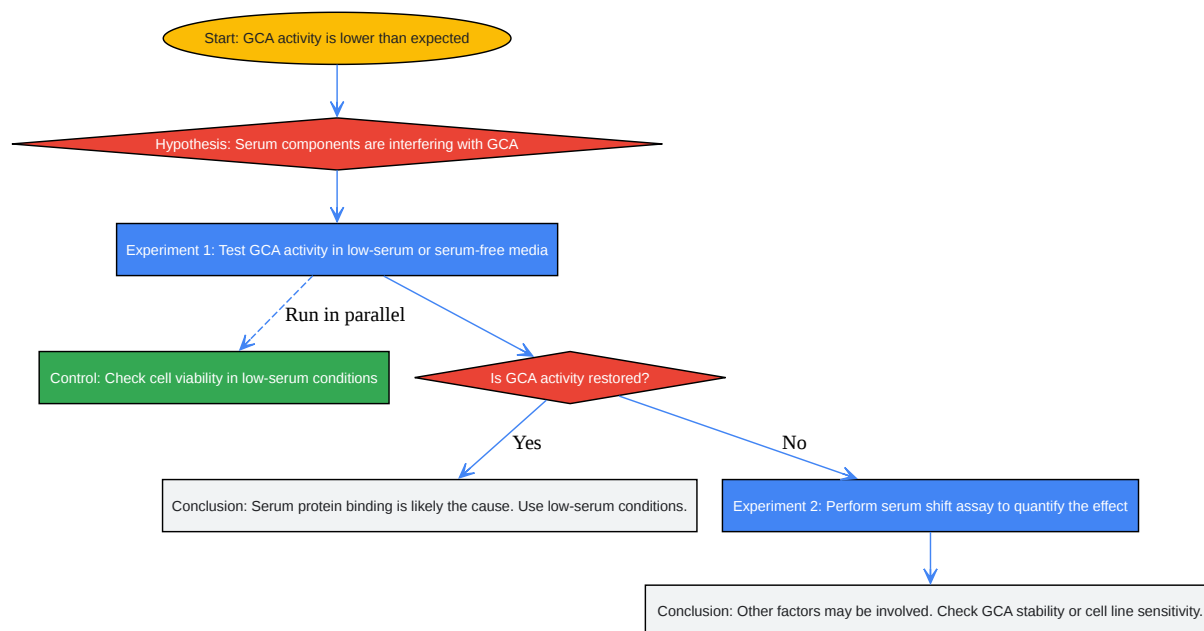 Start: GCA activity is lower than expected
Hypothesis: Serum components are interfering with GCA
Experiment 1: Test GCA activity in low-serum or serum-free media
Run in parallel
Control: Check cell viability in low-serum conditions
Is GCA activity restored?
Yes
No
Conclusion: Serum protein binding is likely the cause. Use low-serum conditions.
Experiment 2: Perform serum shift assay to quantify the effect
Conclusion: Other factors may be involved. Check GCA stability or cell line sensitivity.